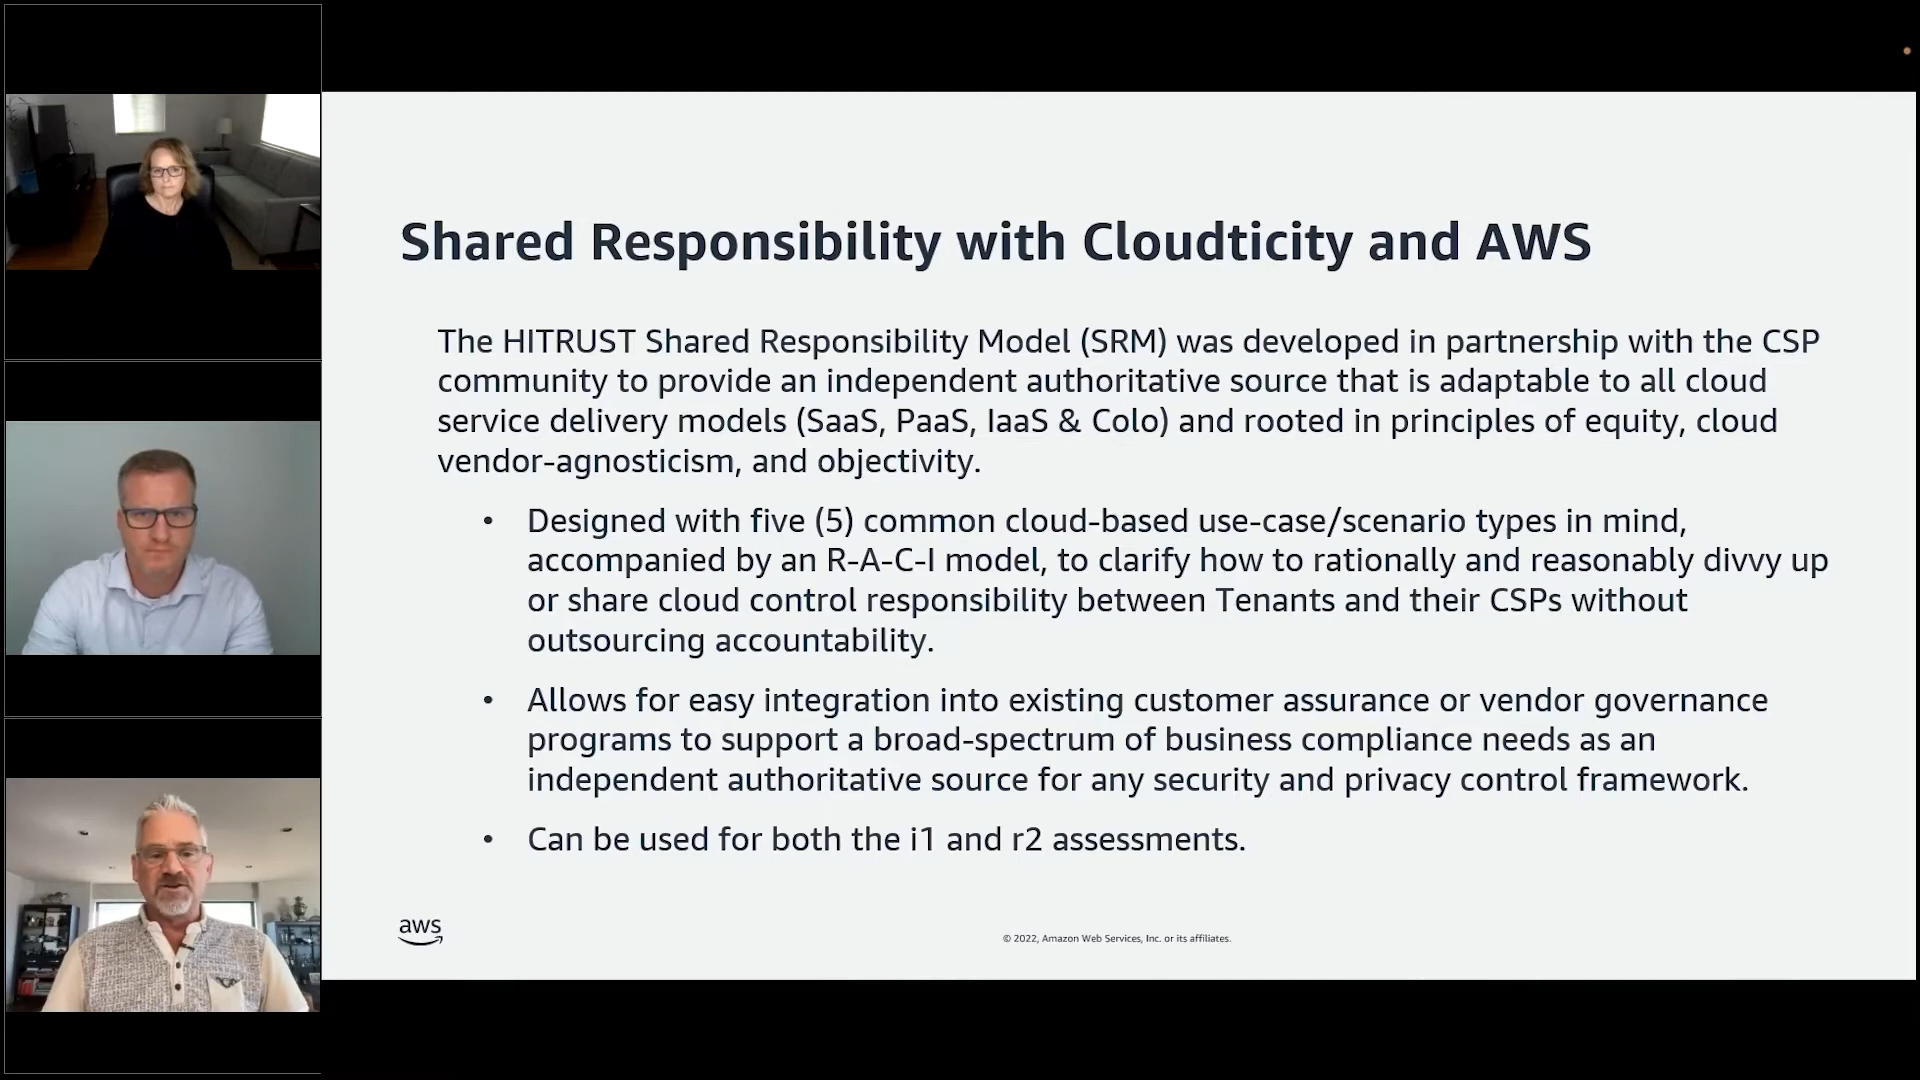 Shared Responsibility with Cloudticity and AWS
The HITRUST Shared Responsibility Model (SRM) was developed in partnership with the CSP
community to provide an independent authoritative source that is adaptable to all cloud
service delivery models (SaaS, PaaS, IaaS & Colo) and rooted in principles of equity, cloud
vendor-agnosticism, and objectivity.
• Designed with five (5) common cloud-based use-case/scenario types in mind,
accompanied by an R-A-C-I model, to clarify how to rationally and reasonably divvy up
or share cloud control responsibility between Tenants and their CSPs without
outsourcing accountability.
• Allows for easy integration into existing customer assurance or vendor governance
programs to support a broad-spectrum of business compliance needs as an
independent authoritative source for any security and privacy control framework.
• Can be used for both the i1 and r2 assessments.
aws
© 2022, Amazon Web Services, Inc. or its affiliates.